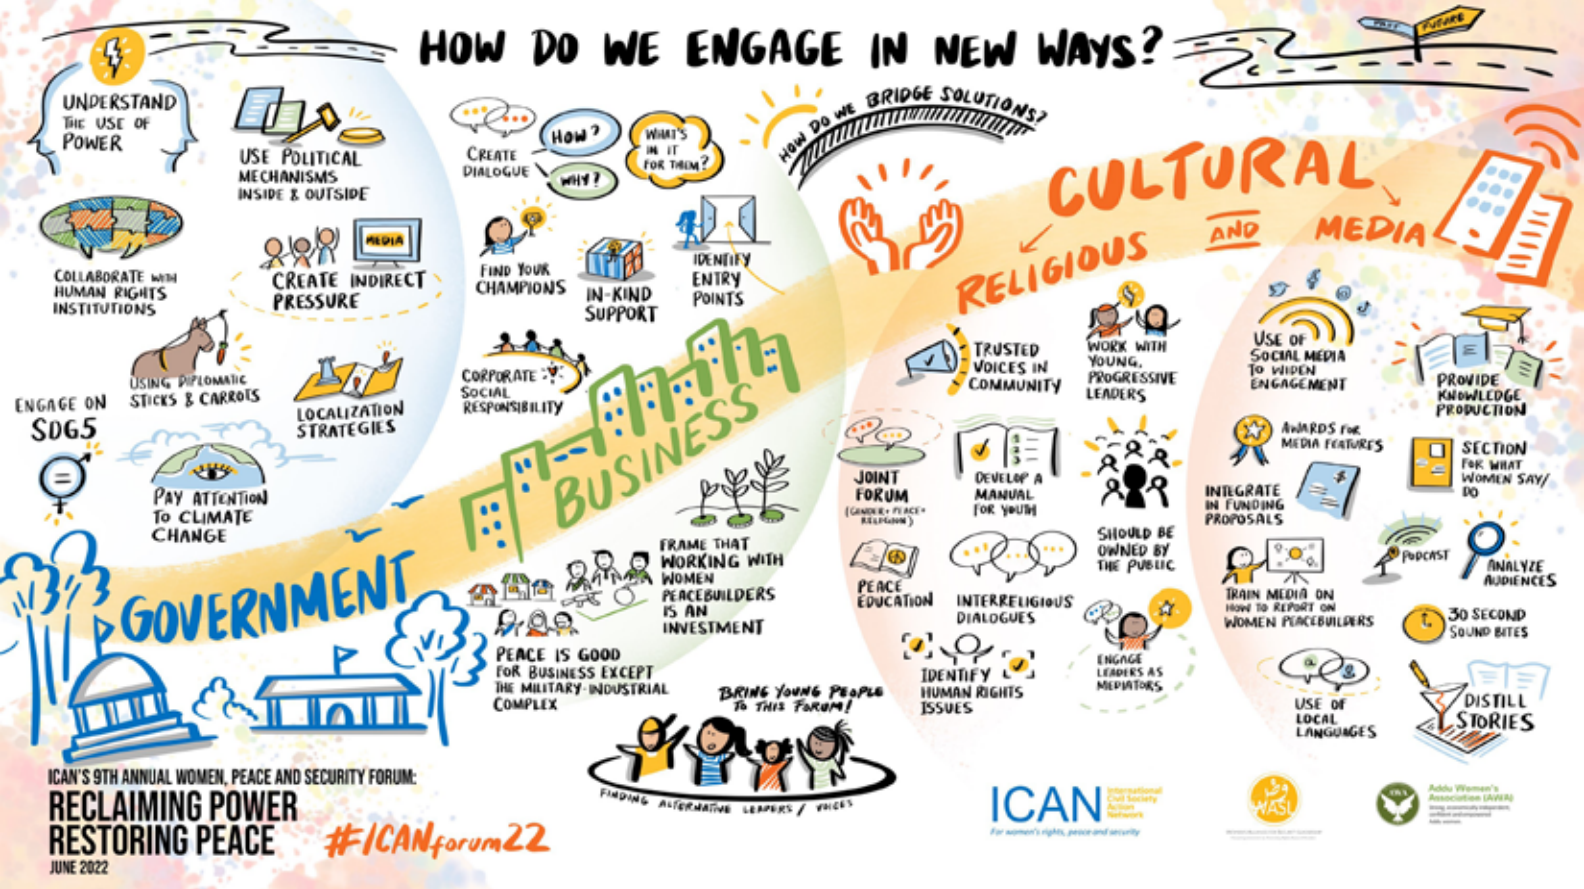 HOW DO WE ENGAGE IN NEW WAYS?
PAST
FUTURE
UNDERSTAND
THE USE OF
POWER
USE POLITICAL
MECHANISMS
INSIDE & OUTSIDE
COLLABORATE WITH
HUMAN RIGHTS
INSTITUTIONS
MEDIA
CREATE INDIRECT
PRESSURE
USING DIPLOMATIC
STICKS & CARROTS
LOCALIZATION
STRATEGIES
ENGAGE ON
SDG5
PAY ATTENTION
TO CLIMATE
CHANGE
GOVERNMENT
CREATE
DIALOGUE
HOW?
WHY?
WHAT'S
IN IT
FOR THEM?
FIND YOUR
CHAMPIONS
IN-KIND
SUPPORT
IDENTIFY
ENTRY
POINTS
CORPORATE
SOCIAL
RESPONSIBILITY
BUSINESS
FRAME THAT
WORKING WITH
WOMEN
PEACEBUILDERS
IS AN
INVESTMENT
PEACE IS GOOD
FOR BUSINESS EXCEPT
THE MILITARY-INDUSTRIAL
COMPLEX
HOW DO WE BRIDGE SOLUTIONS?
BRING YOUNG PEOPLE
TO THIS FORUM!
FINDING ALTERNATIVE LEADERS/ VOICES
CULTURAL
RELIGIOUS
AND
MEDIA
TRUSTED
VOICES IN
COMMUNITY
WORK WITH
YOUNG,
PROGRESSIVE
LEADERS
JOINT
FORUM
(GENDER+ PEACE+
RELIGION)
DEVELOP A
MANUAL
FOR YOUTH
SHOULD BE
OWNED BY
THE PUBLIC
PEACE
EDUCATION
INTERRELIGIOUS
DIALOGUES
IDENTIFY
HUMAN RIGHTS
ISSUES
ENGAGE
LEADERS AS
MEDIATORS
USE OF
SOCIAL MEDIA
TO WIDEN
ENGAGEMENT
PROVIDE
KNOWLEDGE
PRODUCTION
AWARDS FOR
MEDIA FEATURES
SECTION
FOR WHAT
WOMEN SAY/
DO
INTEGRATE
IN FUNDING
PROPOSALS
PODCAST
ANALYZE
AUDIENCES
TRAIN MEDIA ON
HOW TO REPORT ON
WOMEN PEACEBUILDERS
30 SECOND
SOUND BITES
USE OF
LOCAL
LANGUAGES
DISTILL
STORIES
ICAN'S 9TH ANNUAL WOMEN, PEACE AND SECURITY FORUM:
RECLAIMING POWER
RESTORING PEACE
JUNE 2022
#ICANforum22
ICAN
International
Civil Society
Action
Network
For women's rights, peace and security
WASL
AWA
Addu Women's
Association (AWA)